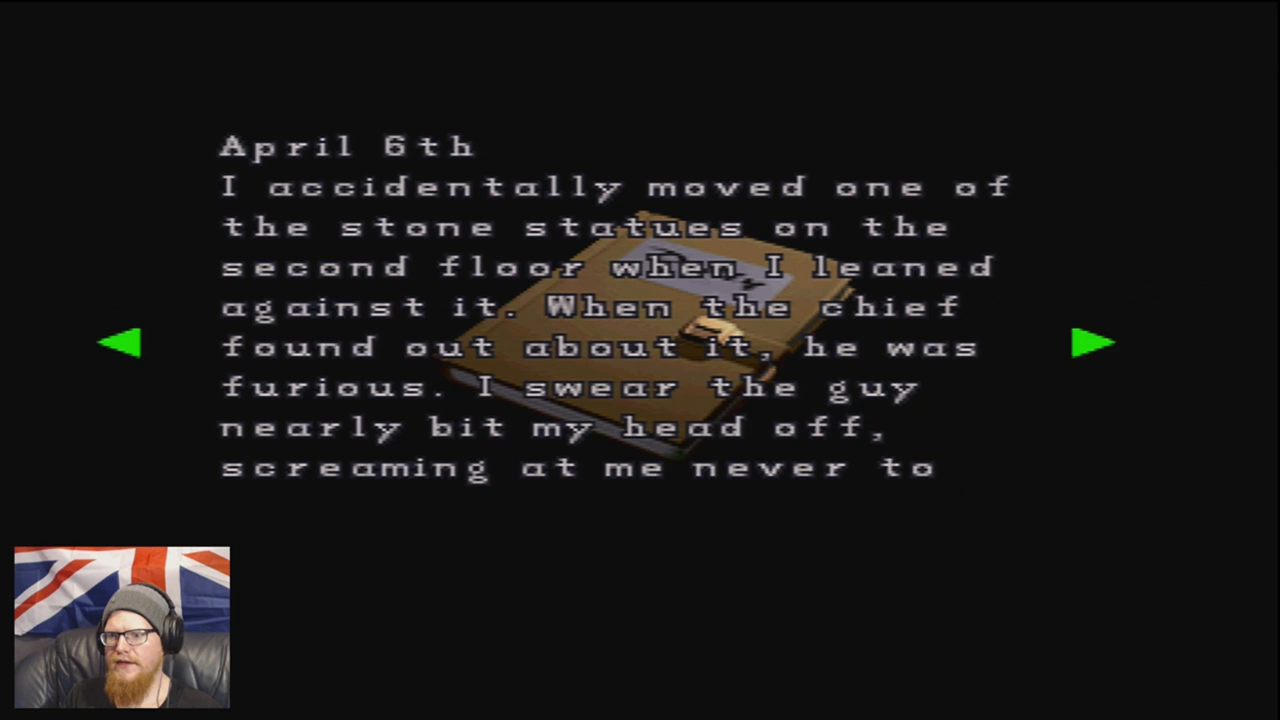 April 6th
I accidentally moved one of
the stone statues on the
second floor when I leaned
against it. When the chief
found out about it, he was
furious. I swear the guy
nearly bit my head off,
screaming at me never to